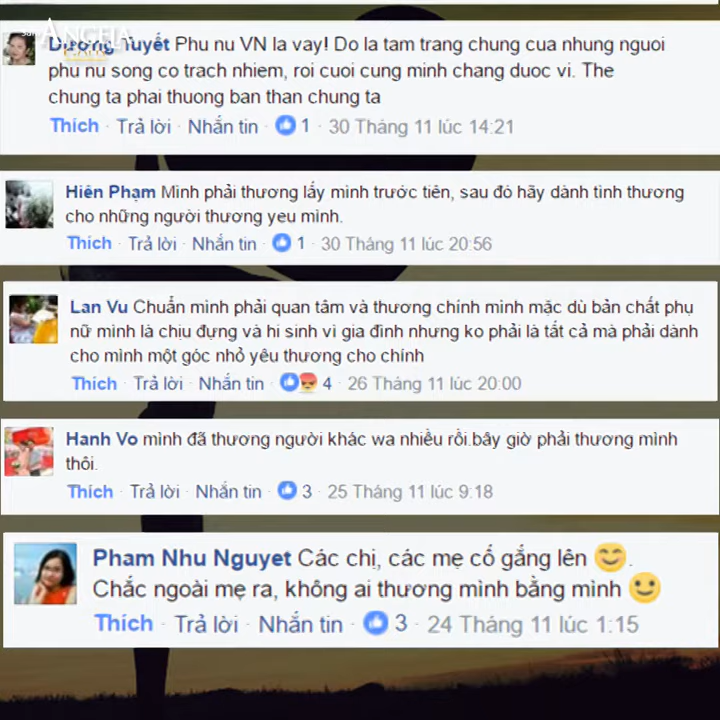 ANGELA
Dương Tuyết Phu nu VN la vay! Do la tam trang chung cua nhung nguoi
phu nu song co trach nhiem, roi cuoi cung minh chang duoc vi. The
chung ta phai thuong ban than chung ta
Thích · Trả lời · Nhắn tin · 1 · 30 Tháng 11 lúc 14:21
Hiên Phạm Mình phải thương lấy mình trước tiên, sau đó hãy dành tình thương
cho những người thương yeu mình.
Thích · Trả lời · Nhắn tin · 1 · 30 Tháng 11 lúc 20:56
Lan Vu Chuẩn mình phải quan tâm và thương chính mình mặc dù bản chất phụ
nữ mình là chịu đựng và hi sinh vì gia đình nhưng ko phải là tất cả mà phải dành
cho mình một góc nhỏ yêu thương cho chính
Thích · Trả lời · Nhắn tin · 4 · 26 Tháng 11 lúc 20:00
Hanh Vo mình đã thương người khác wa nhiều rồi.bây giờ phải thương mình
thôi.
Thích · Trả lời · Nhắn tin · 3 · 25 Tháng 11 lúc 9:18
Pham Nhu Nguyet Các chị, các mẹ cố gắng lên 😊.
Chắc ngoài mẹ ra, không ai thương mình bằng mình 🙂
Thích · Trả lời · Nhắn tin · 3 · 24 Tháng 11 lúc 1:15